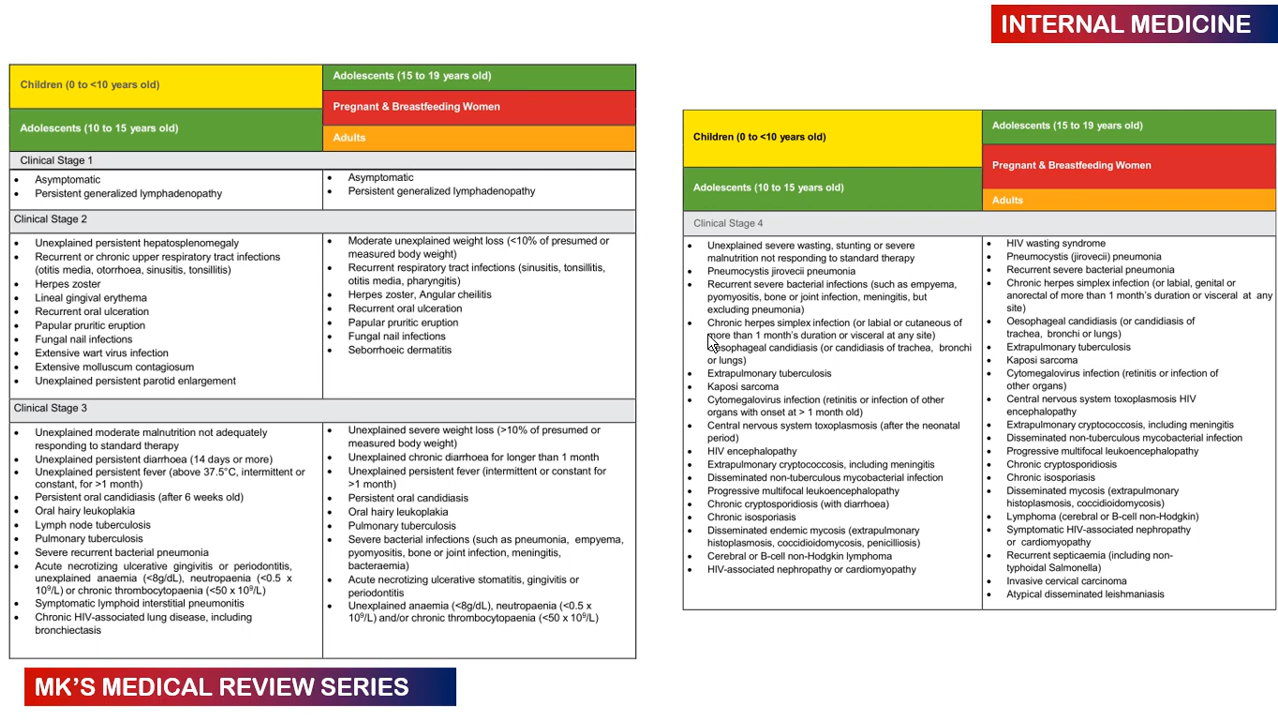 INTERNAL MEDICINE
Children (0 to <10 years old)
Adolescents (10 to 15 years old)
Adolescents (15 to 19 years old)
Pregnant & Breastfeeding Women
Adults
Clinical Stage 1
• Asymptomatic
• Persistent generalized lymphadenopathy
• Asymptomatic
• Persistent generalized lymphadenopathy
Clinical Stage 2
• Unexplained persistent hepatosplenomegaly
• Recurrent or chronic upper respiratory tract infections
(otitis media, otorrhoea, sinusitis, tonsillitis)
• Herpes zoster
• Lineal gingival erythema
• Recurrent oral ulceration
• Papular pruritic eruption
• Fungal nail infections
• Extensive wart virus infection
• Extensive molluscum contagiosum
• Unexplained persistent parotid enlargement
• Moderate unexplained weight loss (<10% of presumed or
measured body weight)
• Recurrent respiratory tract infections (sinusitis, tonsillitis,
otitis media, pharyngitis)
• Herpes zoster, Angular cheilitis
• Recurrent oral ulceration
• Papular pruritic eruption
• Fungal nail infections
• Seborrhoeic dermatitis
Clinical Stage 3
• Unexplained moderate malnutrition not adequately
responding to standard therapy
• Unexplained persistent diarrhoea (14 days or more)
• Unexplained persistent fever (above 37.5°C, intermittent or
constant, for >1 month)
• Persistent oral candidiasis (after 6 weeks old)
• Oral hairy leukoplakia
• Lymph node tuberculosis
• Pulmonary tuberculosis
• Severe recurrent bacterial pneumonia
• Acute necrotizing ulcerative gingivitis or periodontitis,
unexplained anaemia (<8g/dL), neutropaenia (<0.5 x
10⁹/L) or chronic thrombocytopaenia (<50 x 10⁹/L)
• Symptomatic lymphoid interstitial pneumonitis
• Chronic HIV-associated lung disease, including
bronchiectasis
• Unexplained severe weight loss (>10% of presumed or
measured body weight)
• Unexplained chronic diarrhoea for longer than 1 month
• Unexplained persistent fever (intermittent or constant for
>1 month)
• Persistent oral candidiasis
• Oral hairy leukoplakia
• Pulmonary tuberculosis
• Severe bacterial infections (such as pneumonia, empyema,
pyomyositis, bone or joint infection, meningitis,
bacteraemia)
• Acute necrotizing ulcerative stomatitis, gingivitis or
periodontitis
• Unexplained anaemia (<8g/dL), neutropaenia (<0.5 x
10⁹/L) and/or chronic thrombocytopaenia (<50 x 10⁹/L)
Children (0 to <10 years old)
Adolescents (10 to 15 years old)
Adolescents (15 to 19 years old)
Pregnant & Breastfeeding Women
Adults
Clinical Stage 4
• Unexplained severe wasting, stunting or severe
malnutrition not responding to standard therapy
• Pneumocystis jirovecii pneumonia
• Recurrent severe bacterial infections (such as empyema,
pyomyositis, bone or joint infection, meningitis, but
excluding pneumonia)
• Chronic herpes simplex infection (or labial or cutaneous of
more than 1 month's duration or visceral at any site)
esophageal candidiasis (or candidiasis of trachea, bronchi
or lungs)
• Extrapulmonary tuberculosis
• Kaposi sarcoma
• Cytomegalovirus infection (retinitis or infection of other
organs with onset at > 1 month old)
• Central nervous system toxoplasmosis (after the neonatal
period)
• HIV encephalopathy
• Extrapulmonary cryptococcosis, including meningitis
• Disseminated non-tuberculous mycobacterial infection
• Progressive multifocal leukoencephalopathy
• Chronic cryptosporidiosis (with diarrhoea)
• Chronic isosporiasis
• Disseminated endemic mycosis (extrapulmonary
histoplasmosis, coccidioidomycosis, penicilliosis)
• Cerebral or B-cell non-Hodgkin lymphoma
• HIV-associated nephropathy or cardiomyopathy
• HIV wasting syndrome
• Pneumocystis (jirovecii) pneumonia
• Recurrent severe bacterial pneumonia
• Chronic herpes simplex infection (or labial, genital or
anorectal of more than 1 month's duration or visceral at any
site)
• Oesophageal candidiasis (or candidiasis of
trachea, bronchi or lungs)
• Extrapulmonary tuberculosis
• Kaposi sarcoma
• Cytomegalovirus infection (retinitis or infection of
other organs)
• Central nervous system toxoplasmosis HIV
encephalopathy
• Extrapulmonary cryptococcosis, including meningitis
• Disseminated non-tuberculous mycobacterial infection
• Progressive multifocal leukoencephalopathy
• Chronic cryptosporidiosis
• Chronic isosporiasis
• Disseminated mycosis (extrapulmonary
histoplasmosis, coccidioidomycosis)
• Lymphoma (cerebral or B-cell non-Hodgkin)
• Symptomatic HIV-associated nephropathy
or cardiomyopathy
• Recurrent septicaemia (including non-
typhoidal Salmonella)
• Invasive cervical carcinoma
• Atypical disseminated leishmaniasis
MK'S MEDICAL REVIEW SERIES